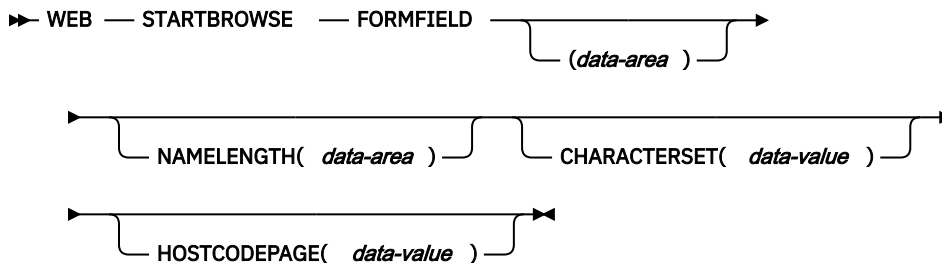 WEB STARTBROWSE FORMFIELD
(data-area )
NAMELENGTH( data-area ) CHARACTERSET( data-value )
HOSTCODEPAGE( data-value )